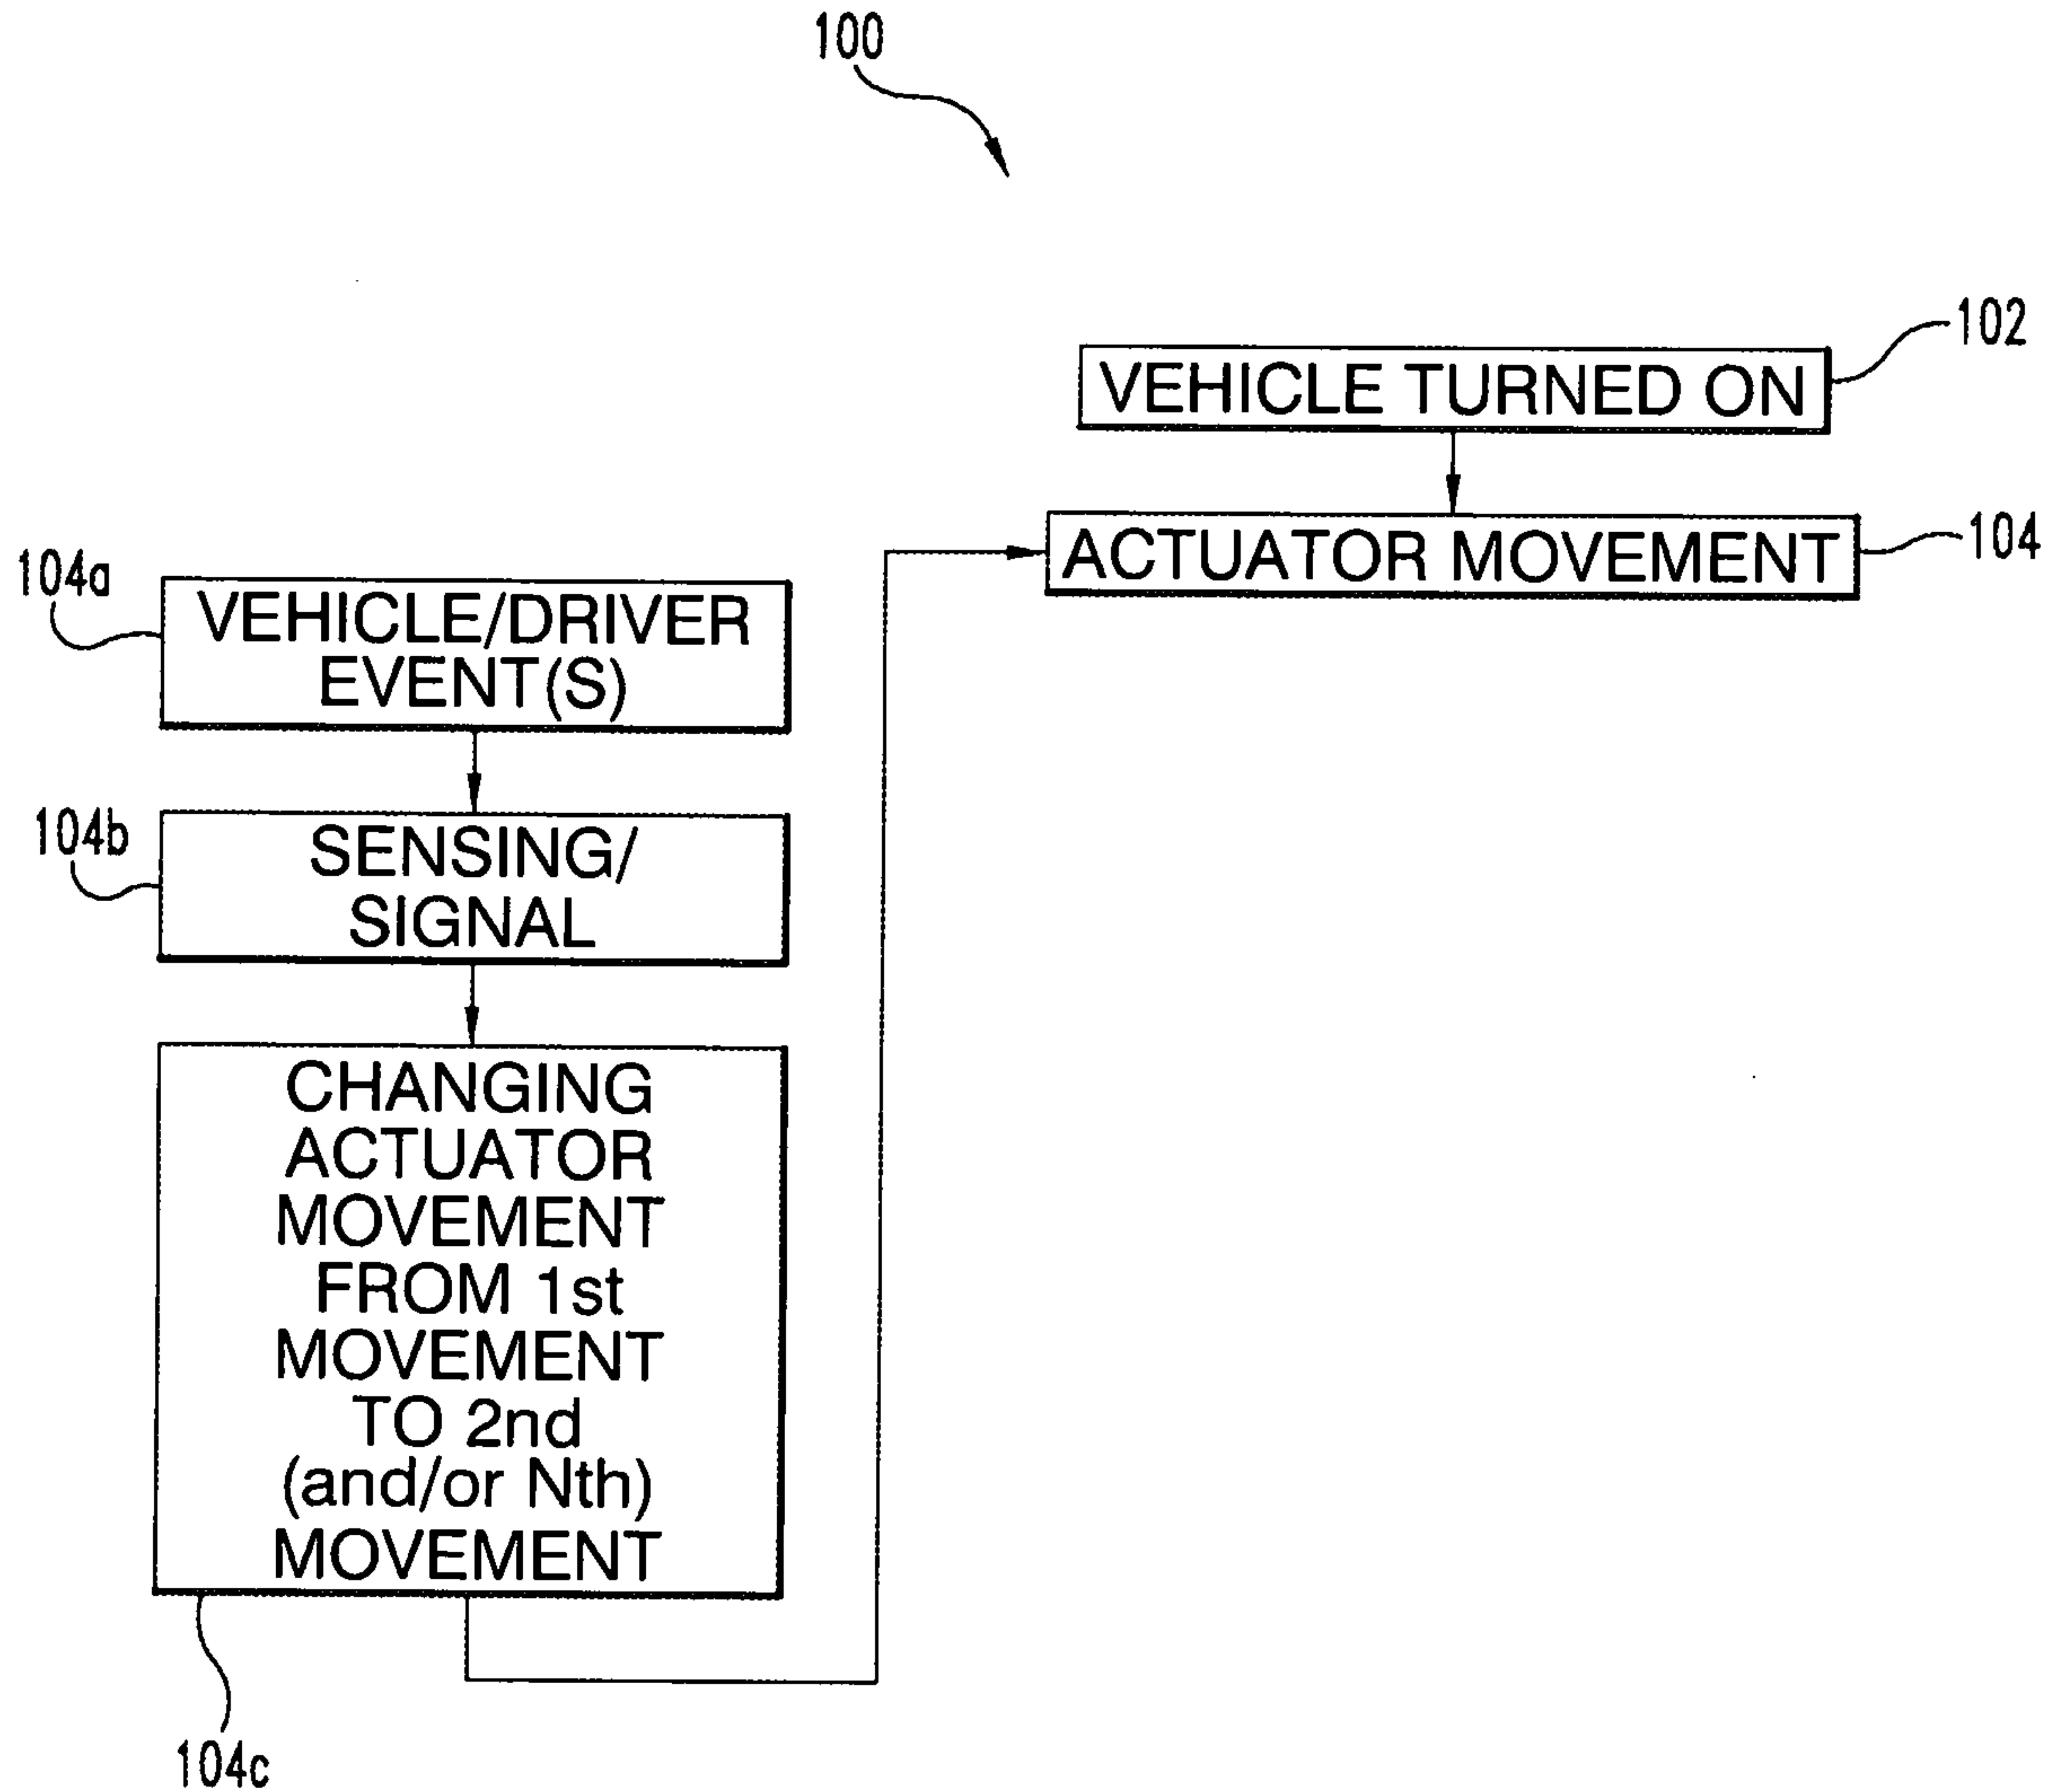 100
102
VEHICLE TURNED ON
104
ACTUATOR MOVEMENT
104a
VEHICLE/DRIVER
EVENT(S)
104b
SENSING/
SIGNAL
CHANGING
ACTUATOR
MOVEMENT
FROM 1st
MOVEMENT
TO 2nd
(and/or Nth)
MOVEMENT
104c